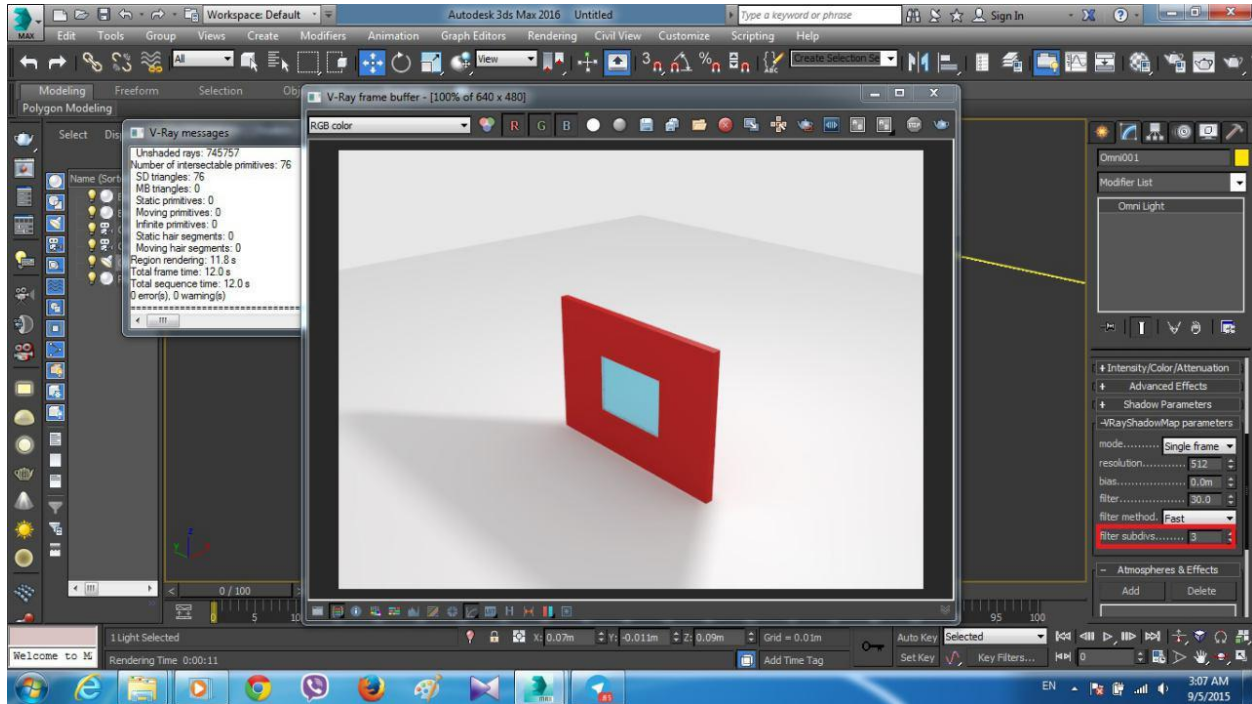 Workspace: Default
Autodesk 3ds Max 2016 Untitled
Type a keyword or phrase
Sign In
MAX
Edit Tools Group Views Create Modifiers Animation Graph Editors Rendering Civil View Customize Scripting Help
All
View
Create Selection Se
Modeling Freeform Selection
Polygon Modeling
V-Ray frame buffer - [100% of 640 x 480]
RGB color
R G B
Select
V-Ray messages
Unshaded rays: 745757
Number of intersectable primitives: 76
SD triangles: 76
MB triangles: 0
Static primitives: 0
Moving primitives: 0
Infinite primitives: 0
Static hair segments: 0
Moving hair segments: 0
Region rendering: 11.8 s
Total frame time: 12.0 s
Total sequence time: 12.0 s
0 error(s), 0 warning(s)
Name (Sort
Omni001
Modifier List
Omni Light
+ Intensity/Color/Attenuation
+ Advanced Effects
+ Shadow Parameters
-VRayShadowMap parameters
mode.......... Single frame
resolution............ 512
bias.................. 0.0m
filter.................. 30.0
filter method. Fast
filter subdivs........ 3
- Atmospheres & Effects
Add Delete
z
y x
0 / 100
0 5 10
95 100
1 Light Selected
X: 0.07m Y: -0.011m Z: 0.09m Grid = 0.01m
Auto Key Selected
Welcome to M
Rendering Time 0:00:11
Add Time Tag
Set Key Key Filters...
0
EN
3:07 AM
9/5/2015